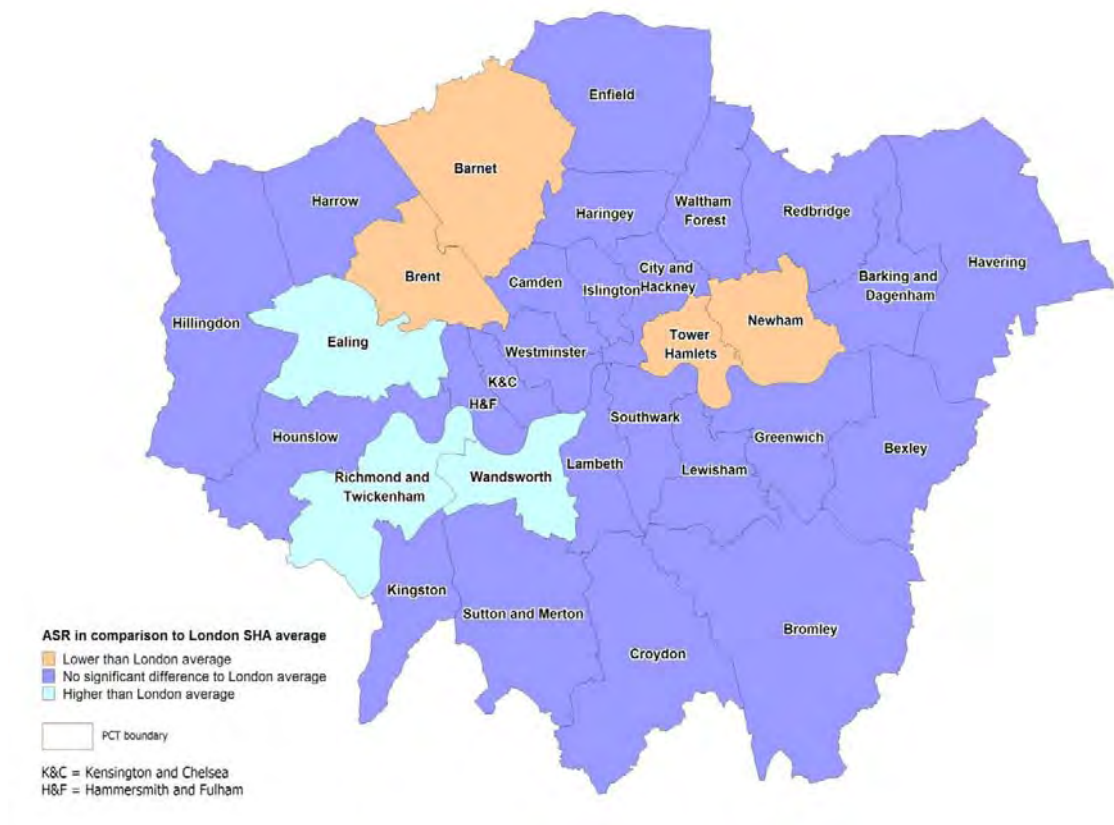 Enfield
Barnet
Harrow
Haringey
Waltham
Forest
Redbridge
Havering
Brent
Camden
Islington
City and
Hackney
Barking and
Dagenham
Hillingdon
Ealing
Westminster
Tower
Hamlets
Newham
K&C
H&F
Hounslow
Southwark
Greenwich
Bexley
Richmond and
Twickenham
Wandsworth
Lambeth
Lewisham
Kingston
Sutton and Merton
Croydon
Bromley
ASR in comparison to London SHA average
Lower than London average
No significant difference to London average
Higher than London average
PCT boundary
K&C = Kensington and Chelsea
H&F = Hammersmith and Fulham